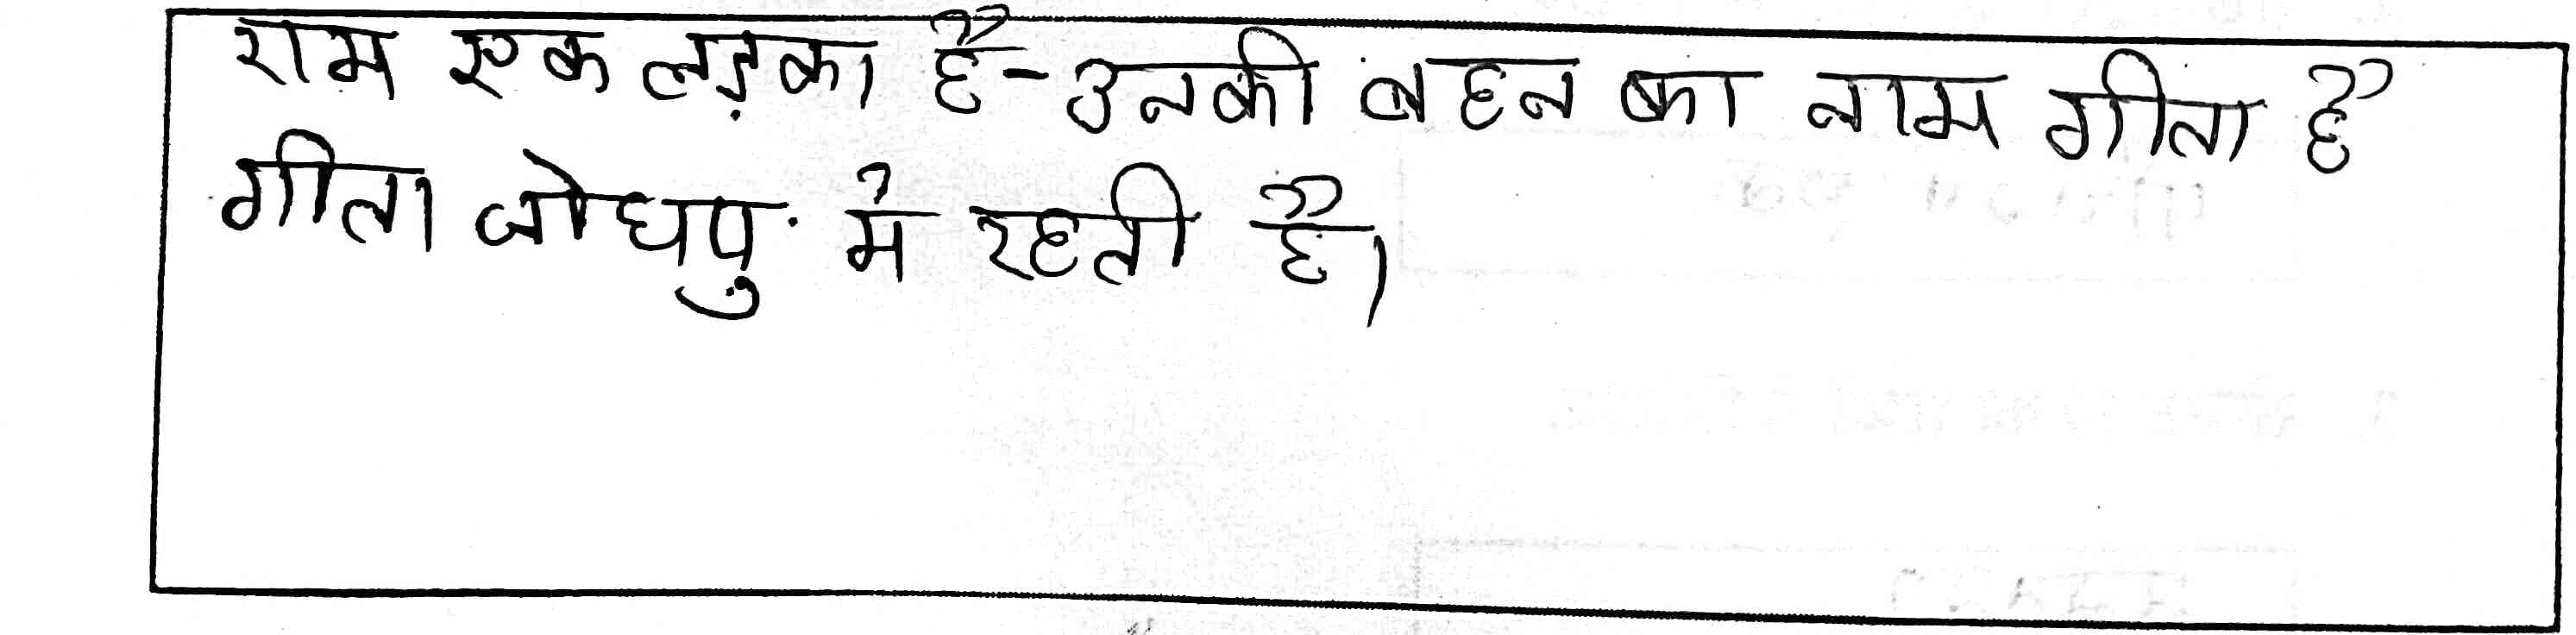 राम एक लड़का है - उनकी बहन का नाम गीता है
गीता जोधपु में रहती है।